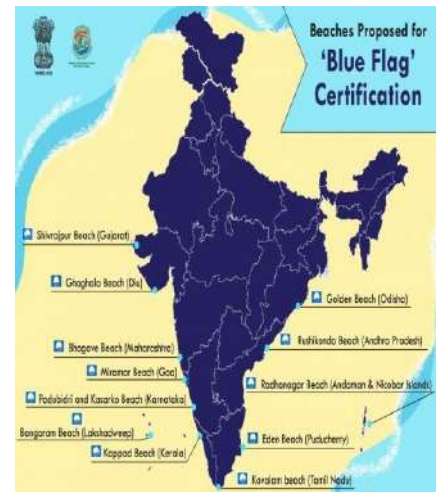 Beaches Proposed for
'Blue Flag'
Certification
Shivrajpur Beach (Gujarat)
Ghoghala Beach (Diu)
Golden Beach (Odisha)
Bhogave Beach (Maharashtra)
Rushikonda Beach (Andhra Pradesh)
Miramar Beach (Goa)
Radhanagar Beach (Andaman & Nicobar Islands)
Padubidri and Kasarko Beach (Karnataka)
Bangaram Beach (Lakshadweep)
Eden Beach (Puducherry)
Kappad Beach (Kerala)
Kovalam beach (Tamil Nadu)